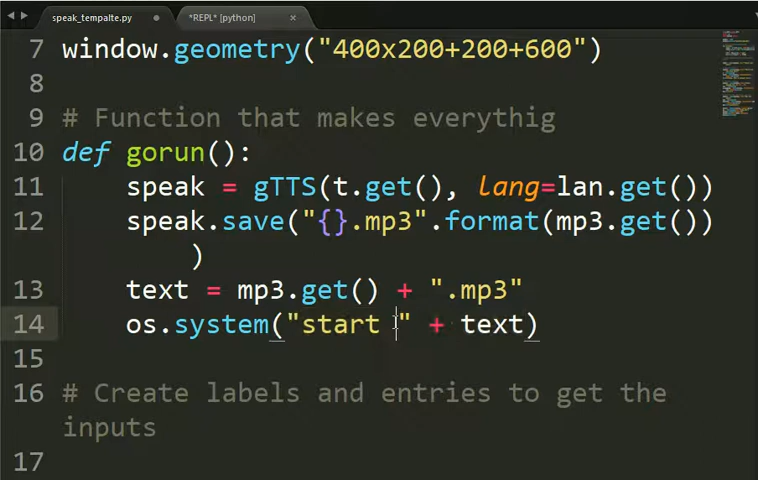 speak_tempalte.py
*REPL* [python]
7 window.geometry("400x200+200+600")
8
9 # Function that makes everythig
10 def gorun():
11 speak = gTTS(t.get(), lang=lan.get())
12 speak.save("{}.mp3".format(mp3.get())
)
13 text = mp3.get() + ".mp3"
14 os.system("start " + text)
15
16 # Create labels and entries to get the
inputs
17